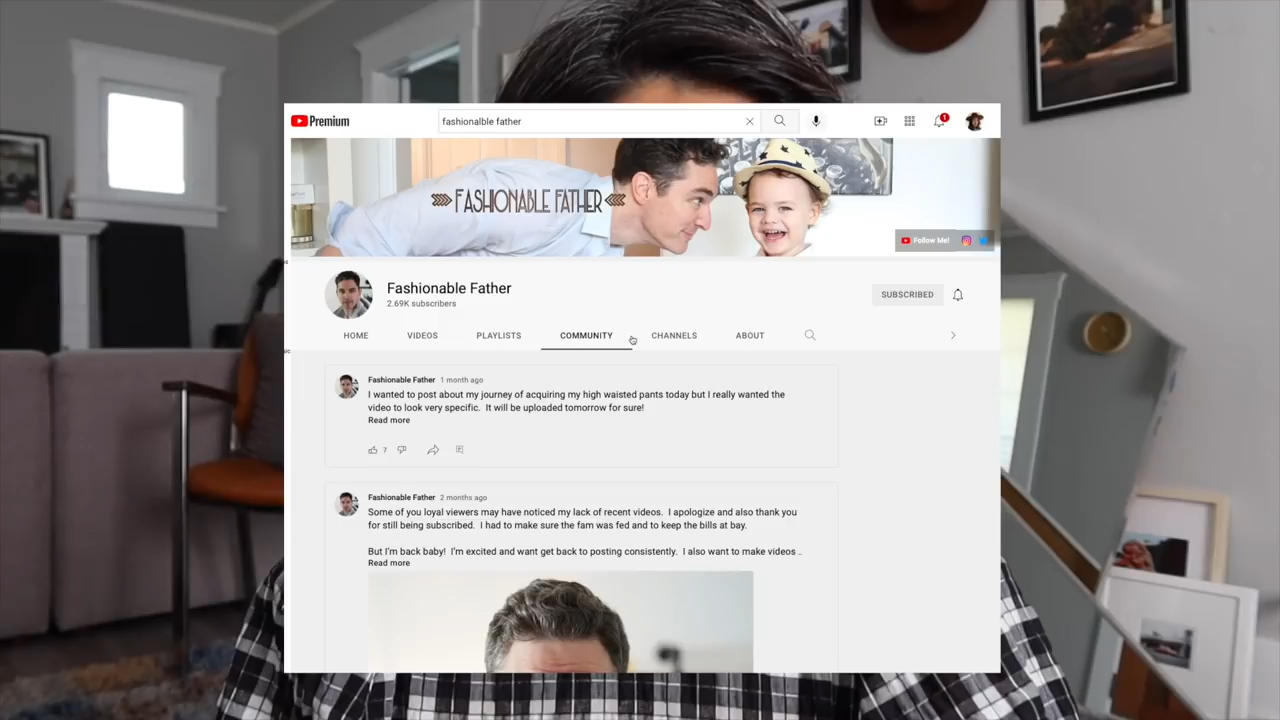 Premium
fashionalble father
1
FASHIONABLE FATHER
Follow Me!
Fashionable Father
2.69K subscribers
SUBSCRIBED
HOME VIDEOS PLAYLISTS COMMUNITY CHANNELS ABOUT
Fashionable Father 1 month ago
I wanted to post about my journey of acquiring my high waisted pants today but I really wanted the
video to look very specific. It will be uploaded tomorrow for sure!
Read more
7
Fashionable Father 2 months ago
Some of you loyal viewers may have noticed my lack of recent videos. I apologize and also thank you
for still being subscribed. I had to make sure the fam was fed and to keep the bills at bay.
But I'm back baby! I'm excited and want get back to posting consistently. I also want to make videos ..
Read more